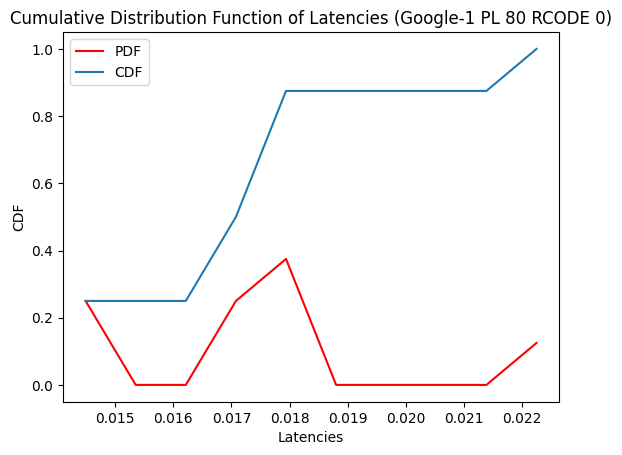 Cumulative Distribution Function of Latencies (Google-1 PL 80 RCODE 0)
PDF
CDF
CDF
1.0
0.8
0.6
0.4
0.2
0.0
0.015 0.016 0.017 0.018 0.019 0.020 0.021 0.022
Latencies